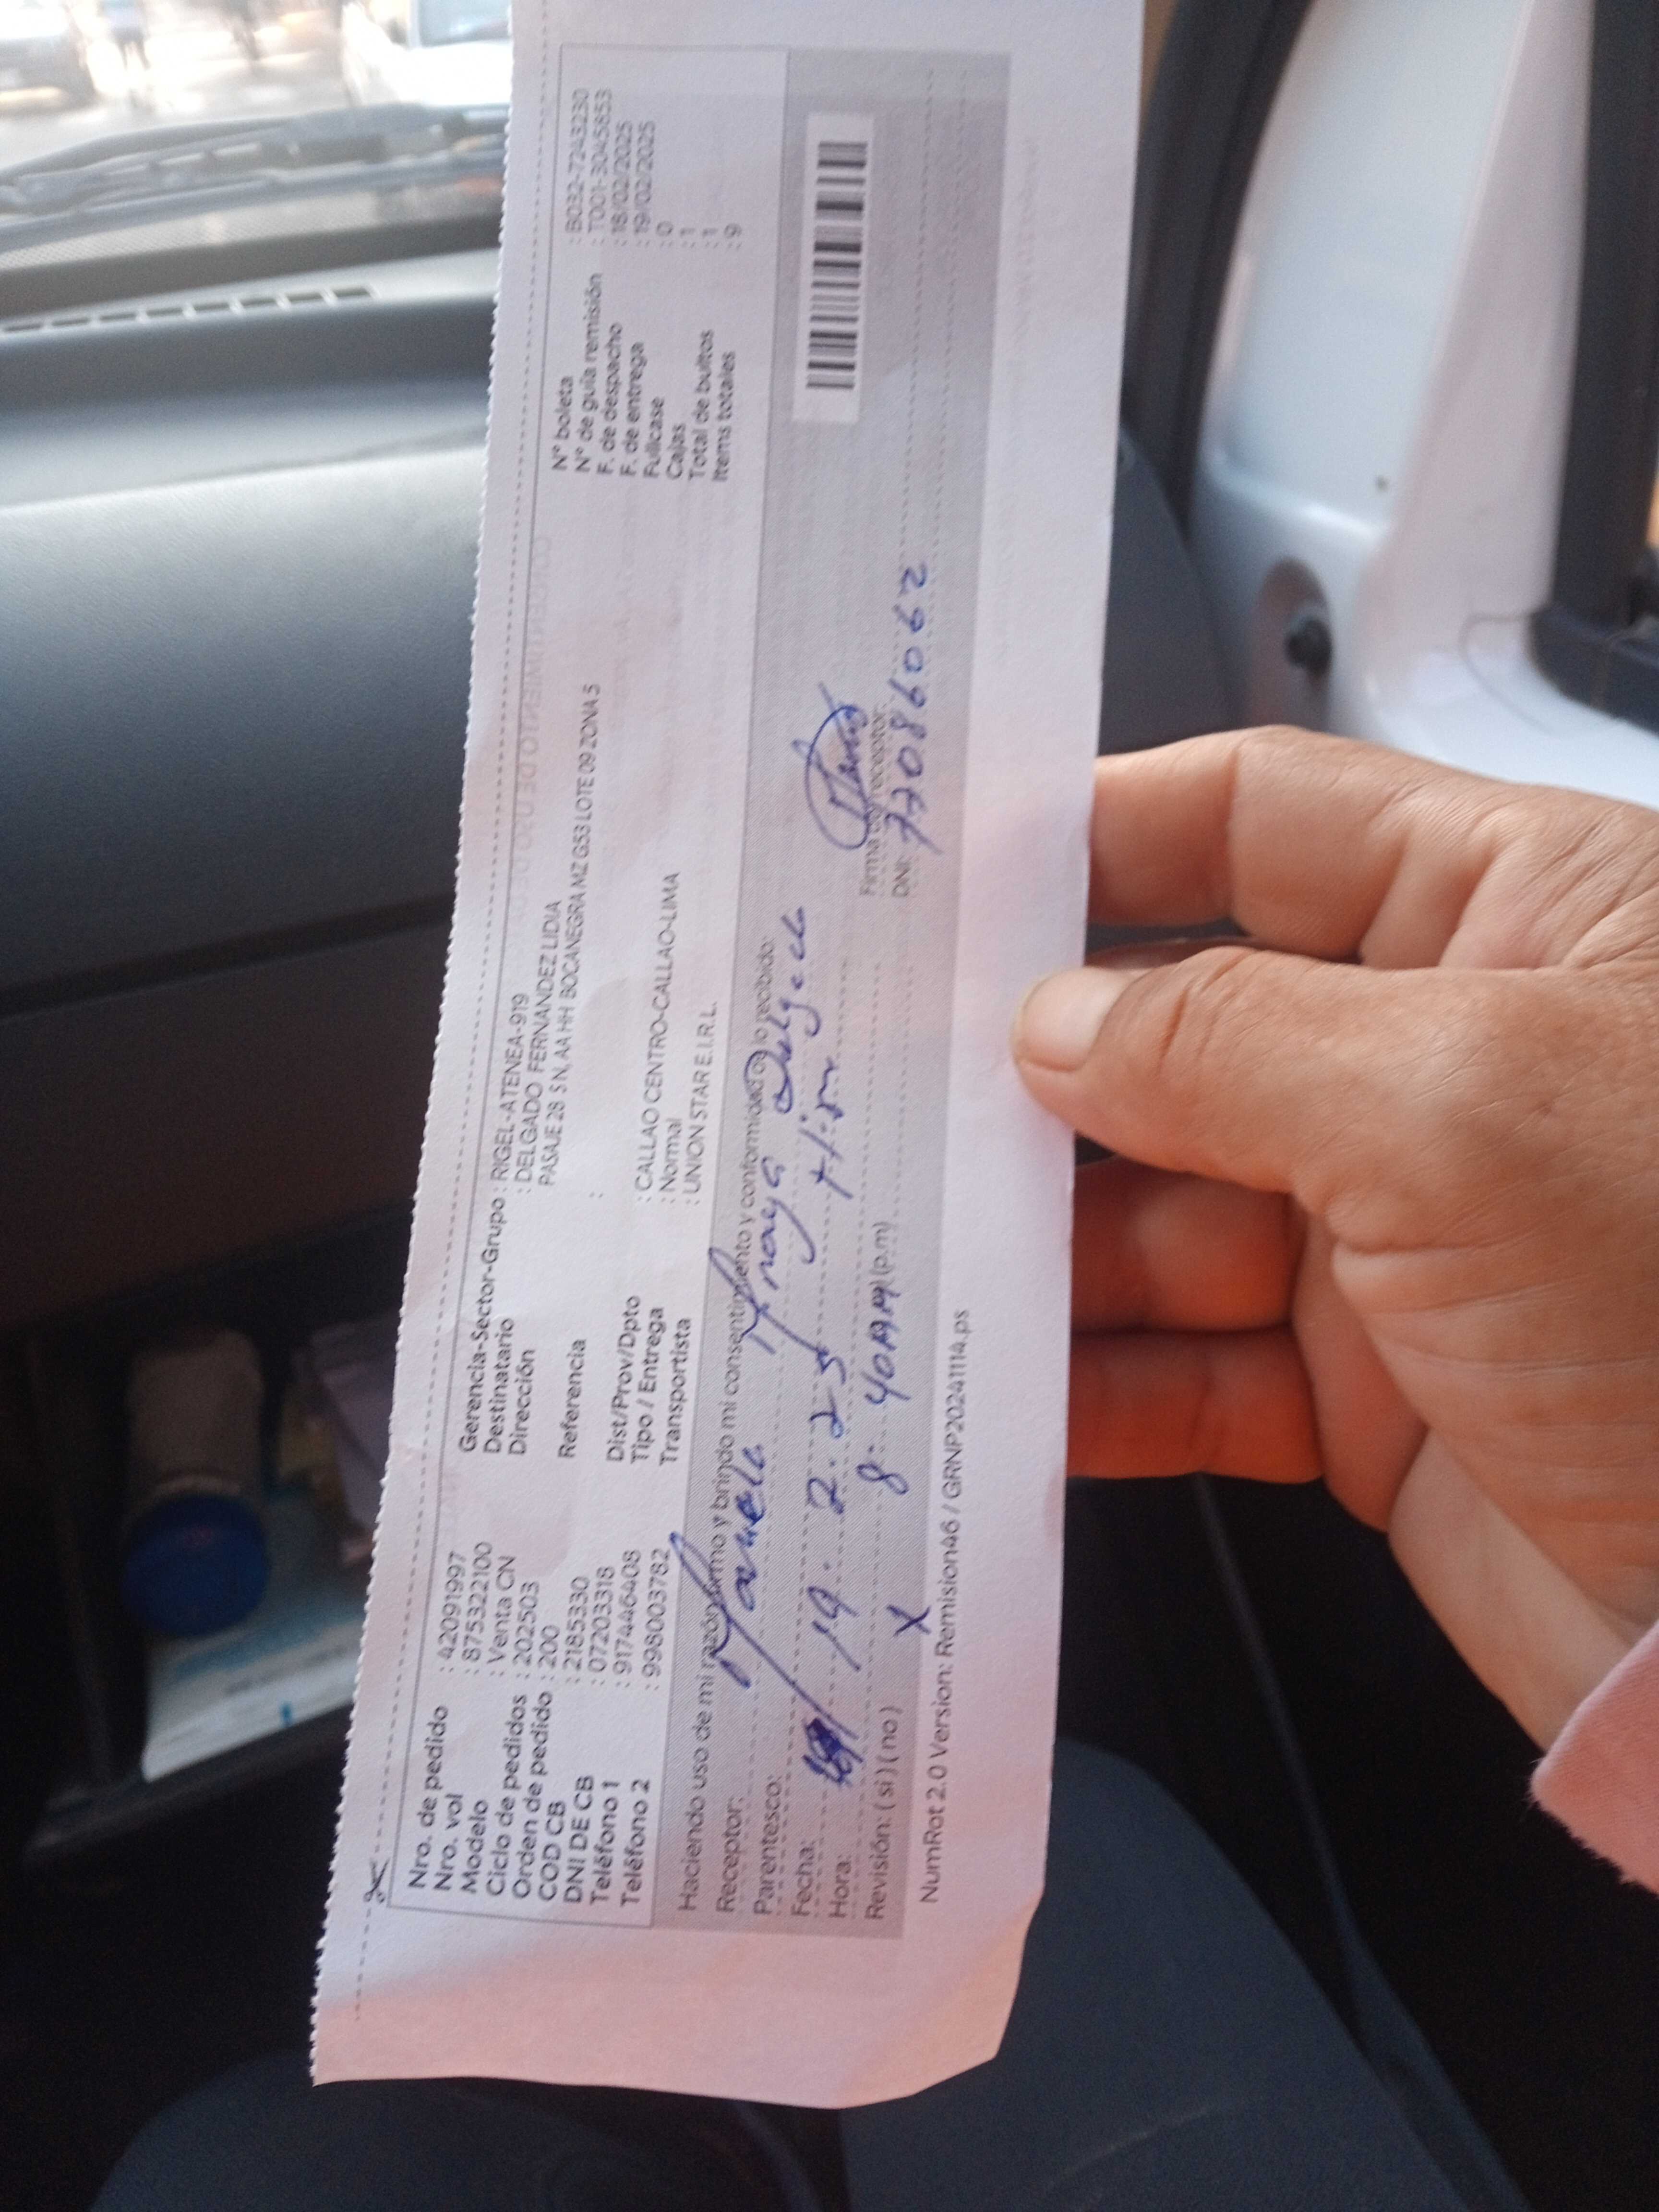 Nro. de pedido : 42091997
Nro. vol : 875322100
Modelo : Venta CN
Ciclo de pedidos : 202503
Orden de pedido : 200
COD CB : 2185330
DNI DE CB : 07203318
Teléfono 1 : 917446408
Teléfono 2 : 998003782
Gerencia-Sector-Grupo : RIGEL-ATENEA-919
Destinatario : DELGADO FERNANDEZ LIDIA
Dirección PASAJE 28 S N. AA HH BOCANEGRA MZ G53 LOTE 09 ZONA 5
Referencia :
Dist/Prov/Dpto : CALLAO CENTRO-CALLAO-LIMA
Tipo / Entrega : Normal
Transportista : UNION STAR E.I.R.L.
N° boleta : B032-7243230
N° de guía remisión : T001-3045853
F. de despacho : 18/02/2025
F. de entrega : 19/02/2025
Fullcase : 0
Cajas : 1
Total de bultos : 1
Items totales : 9
Haciendo uso de mi razón firmo y brindo mi consentimiento y conformidad de lo recibido:
Receptor: Delgado
Parentesco:
Fecha: 19. 2. 25
Hora: 8: 40 AM (p.m)
Revisión: ( si ) ( no ) X
Firma del receptor:
DNI: 77086062
NumRot 2.0 Version: Remision46 / GRNP20241114.ps